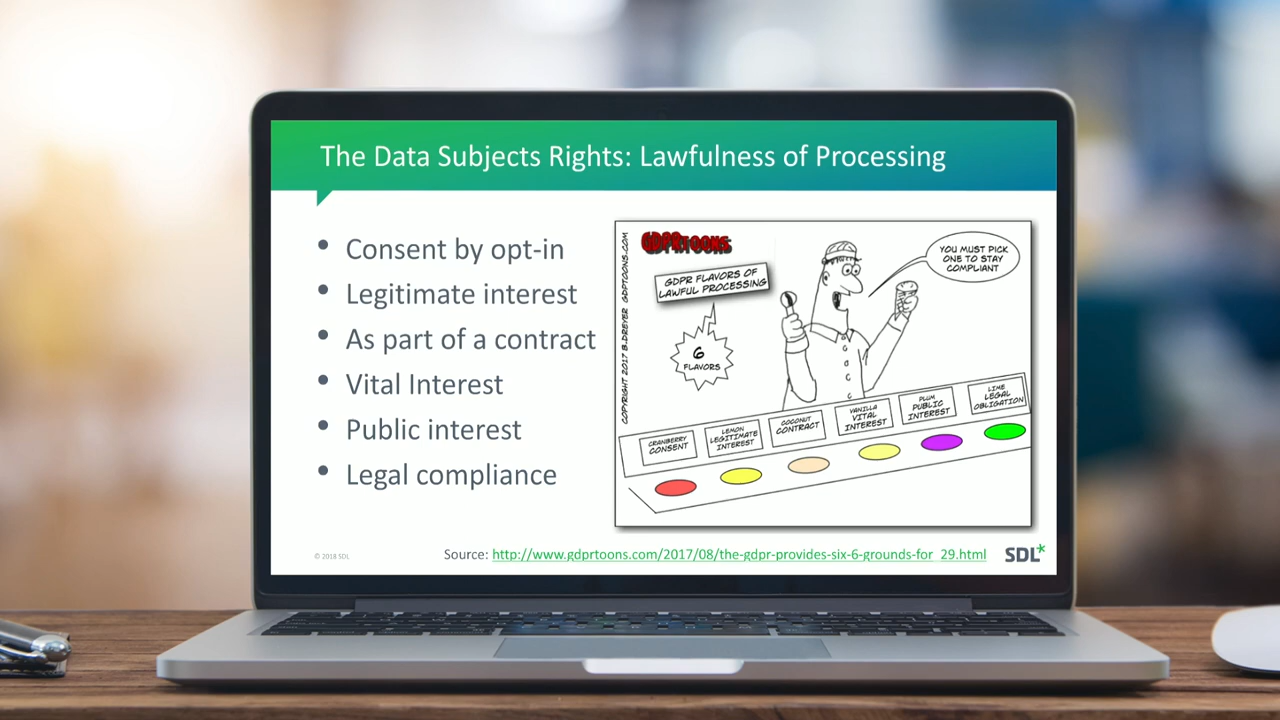 The Data Subjects Rights: Lawfulness of Processing
• Consent by opt-in
• Legitimate interest
• As part of a contract
• Vital Interest
• Public interest
• Legal compliance
COPYRIGHT 2017 B.DREYER GDPTOONS.COM
GDPRTOONS
GDPR FLAVORS OF
LAWFUL PROCESSING
6
FLAVORS
YOU MUST PICK
ONE TO STAY
COMPLIANT
CRANBERRY
CONSENT
LEMON
LEGITIMATE
INTEREST
COCONUT
CONTRACT
VANILLA
VITAL
INTEREST
PLUM
PUBLIC
INTEREST
LIME
LEGAL
OBLIGATION
© 2018 SDL
Source: http://www.gdprtoons.com/2017/08/the-gdpr-provides-six-6-grounds-for_29.html
SDL*